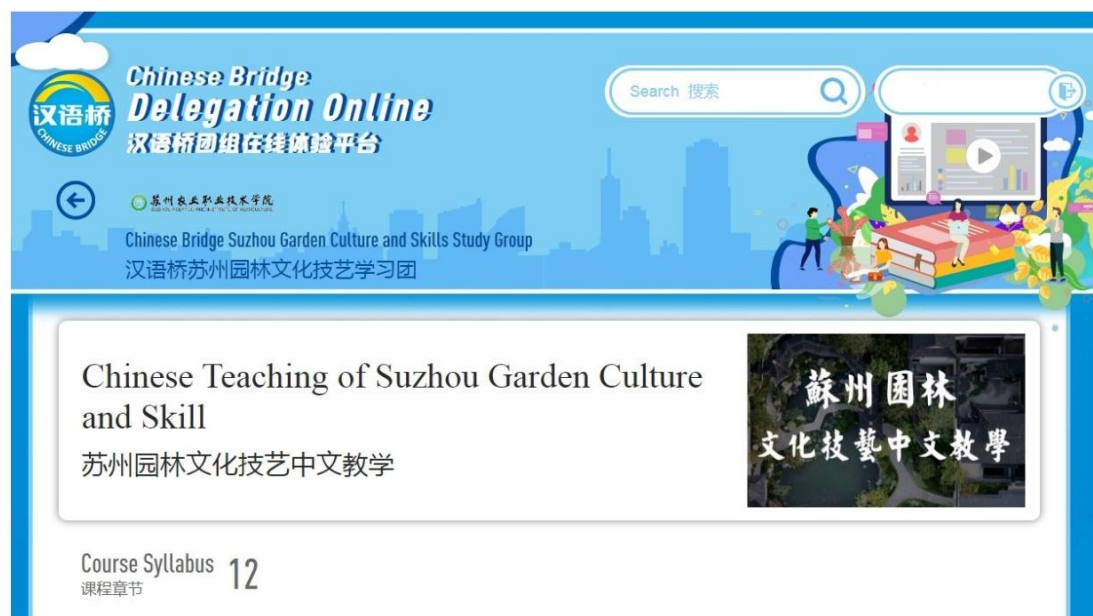 Chinese Bridge
Delegation Online
汉语桥团组在线体验平台
汉语桥
CHINESE BRIDGE
Search 搜索
苏州农业职业技术学院
Chinese Bridge Suzhou Garden Culture and Skills Study Group
汉语桥苏州园林文化技艺学习团
Chinese Teaching of Suzhou Garden Culture
and Skill
苏州园林文化技艺中文教学
蘇州園林
文化技藝中文教學
Course Syllabus 12
课程章节